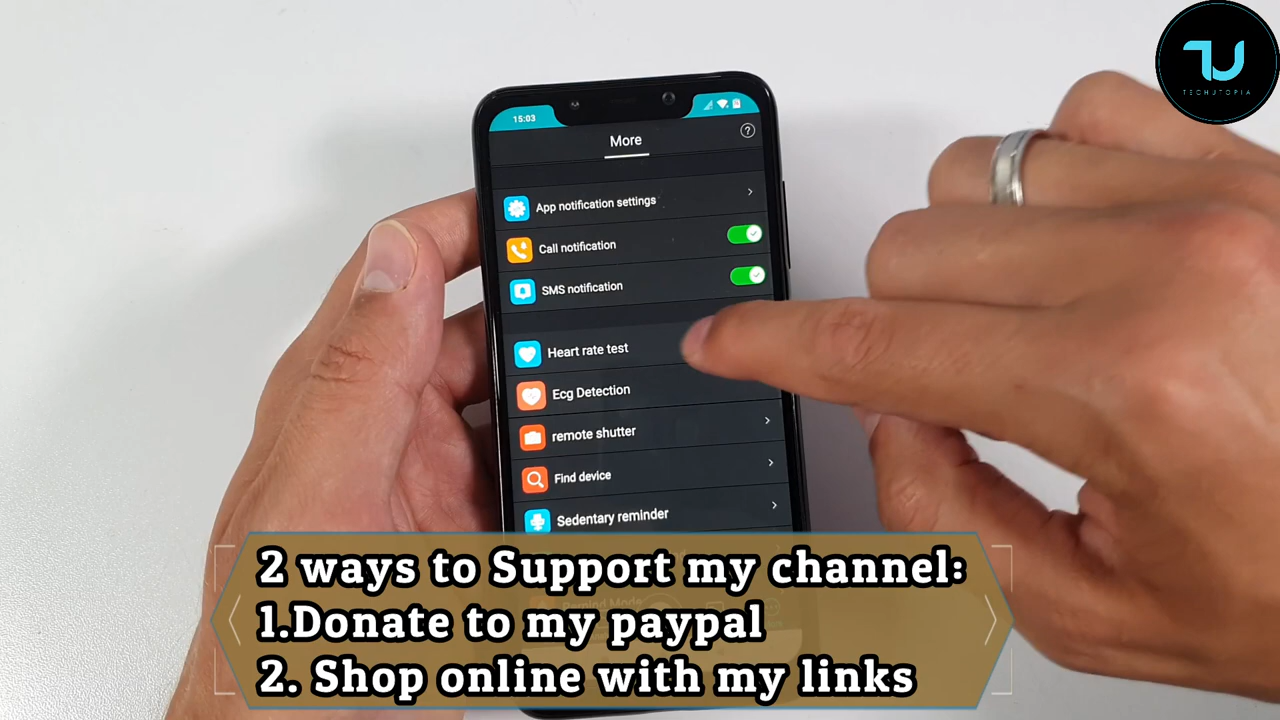 TECHUTOPIA
15:03
More
?
App notification settings
Call notification
SMS notification
Heart rate test
Ecg Detection
remote shutter
Find device
Sedentary reminder
2 ways to Support my channel:
Remind Mode
1.Donate to my paypal
2. Shop online with my links